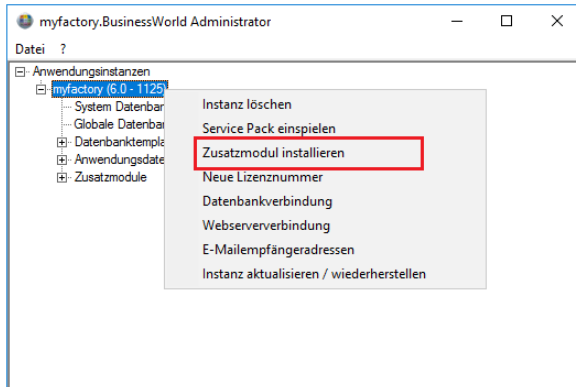 myfactory.BusinessWorld Administrator
Datei ?
Anwendungsinstanzen
myfactory (6.0 - 1125)
System Datenbar
Globale Datenbar
Datenbanktempla
Anwendungsdate
Zusatzmodule
Instanz löschen
Service Pack einspielen
Zusatzmodul installieren
Neue Lizenznummer
Datenbankverbindung
Webserververbindung
E-Mailempfängeradressen
Instanz aktualisieren / wiederherstellen